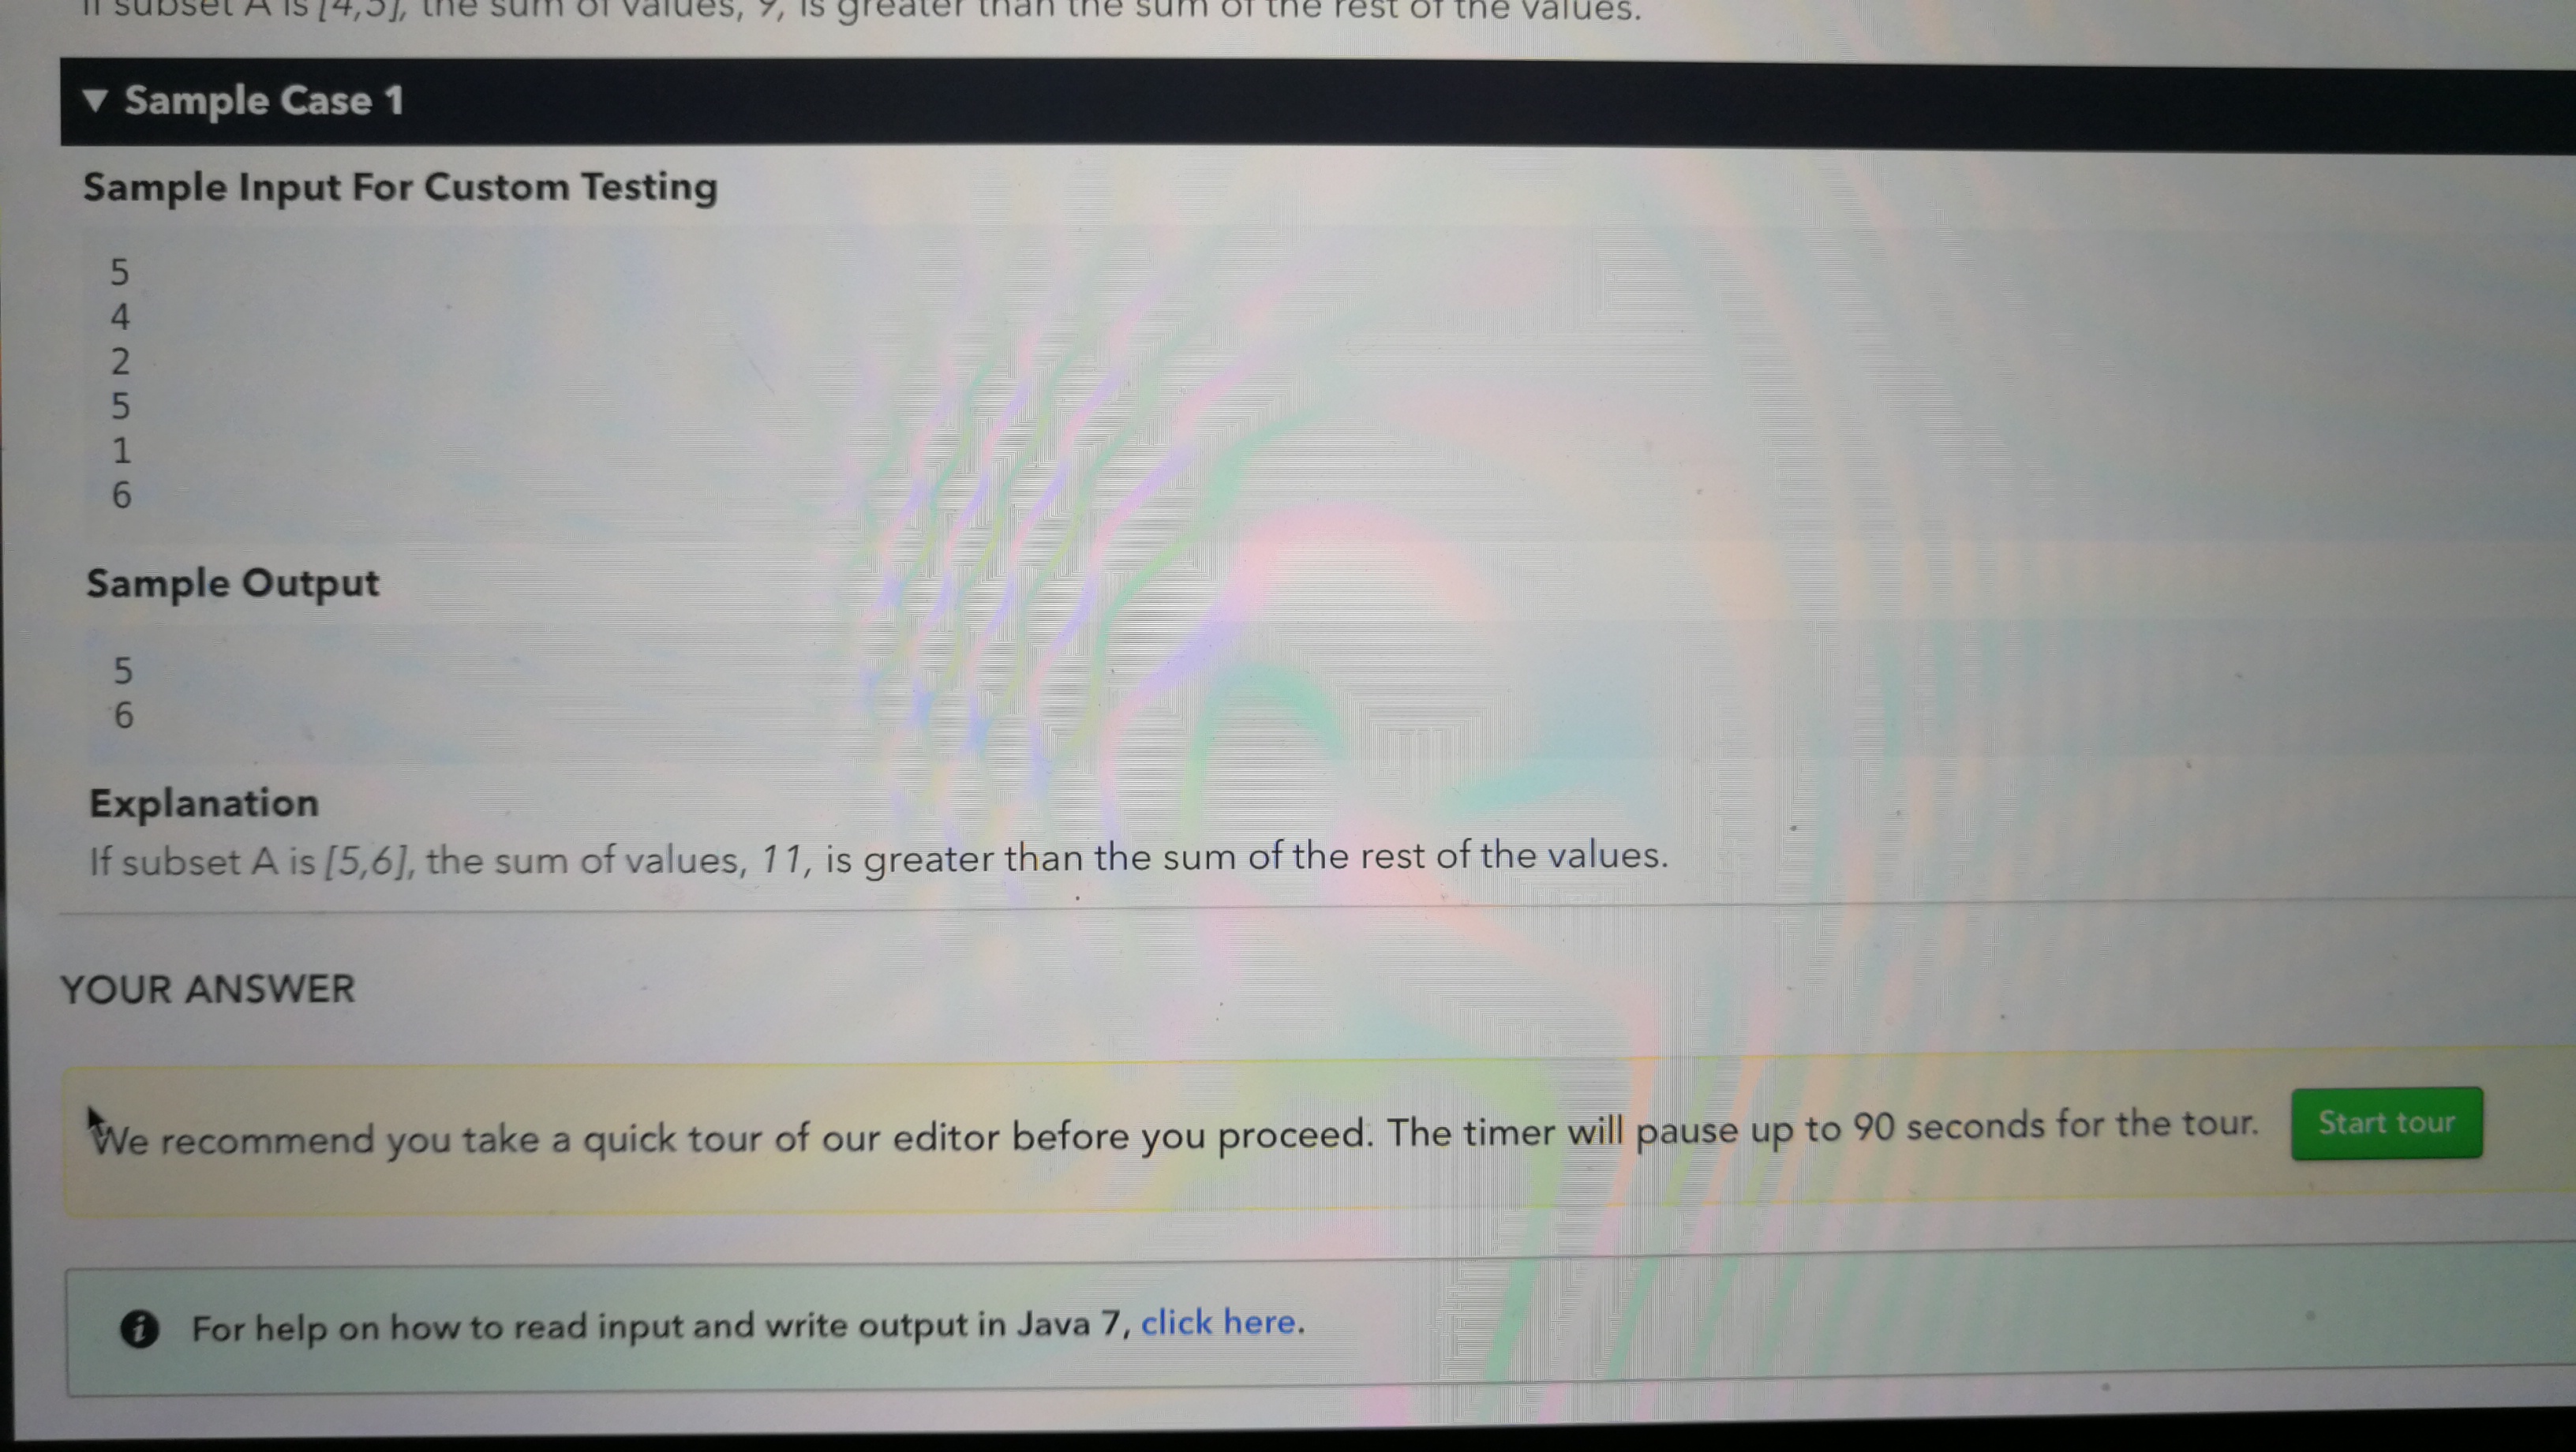 If subset A is [4,5], the sum of values, 9, is greater than the sum of the rest of the values.
▼ Sample Case 1
Sample Input For Custom Testing
5
4
2
5
1
6
Sample Output
5
6
Explanation
If subset A is [5,6], the sum of values, 11, is greater than the sum of the rest of the values.
YOUR ANSWER
We recommend you take a quick tour of our editor before you proceed. The timer will pause up to 90 seconds for the tour. Start tour
i For help on how to read input and write output in Java 7, click here.